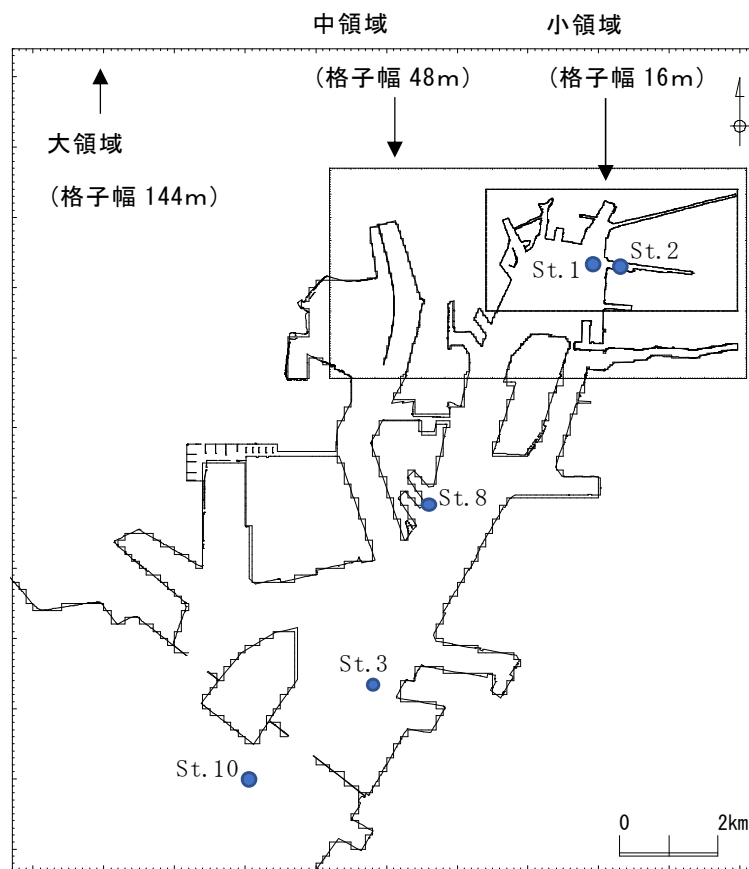 中領域
小領域
(格子幅 48m)
(格子幅 16m)
大領域
(格子幅 144m)
St.1
St.2
St.8
St.3
St.10
0
2km